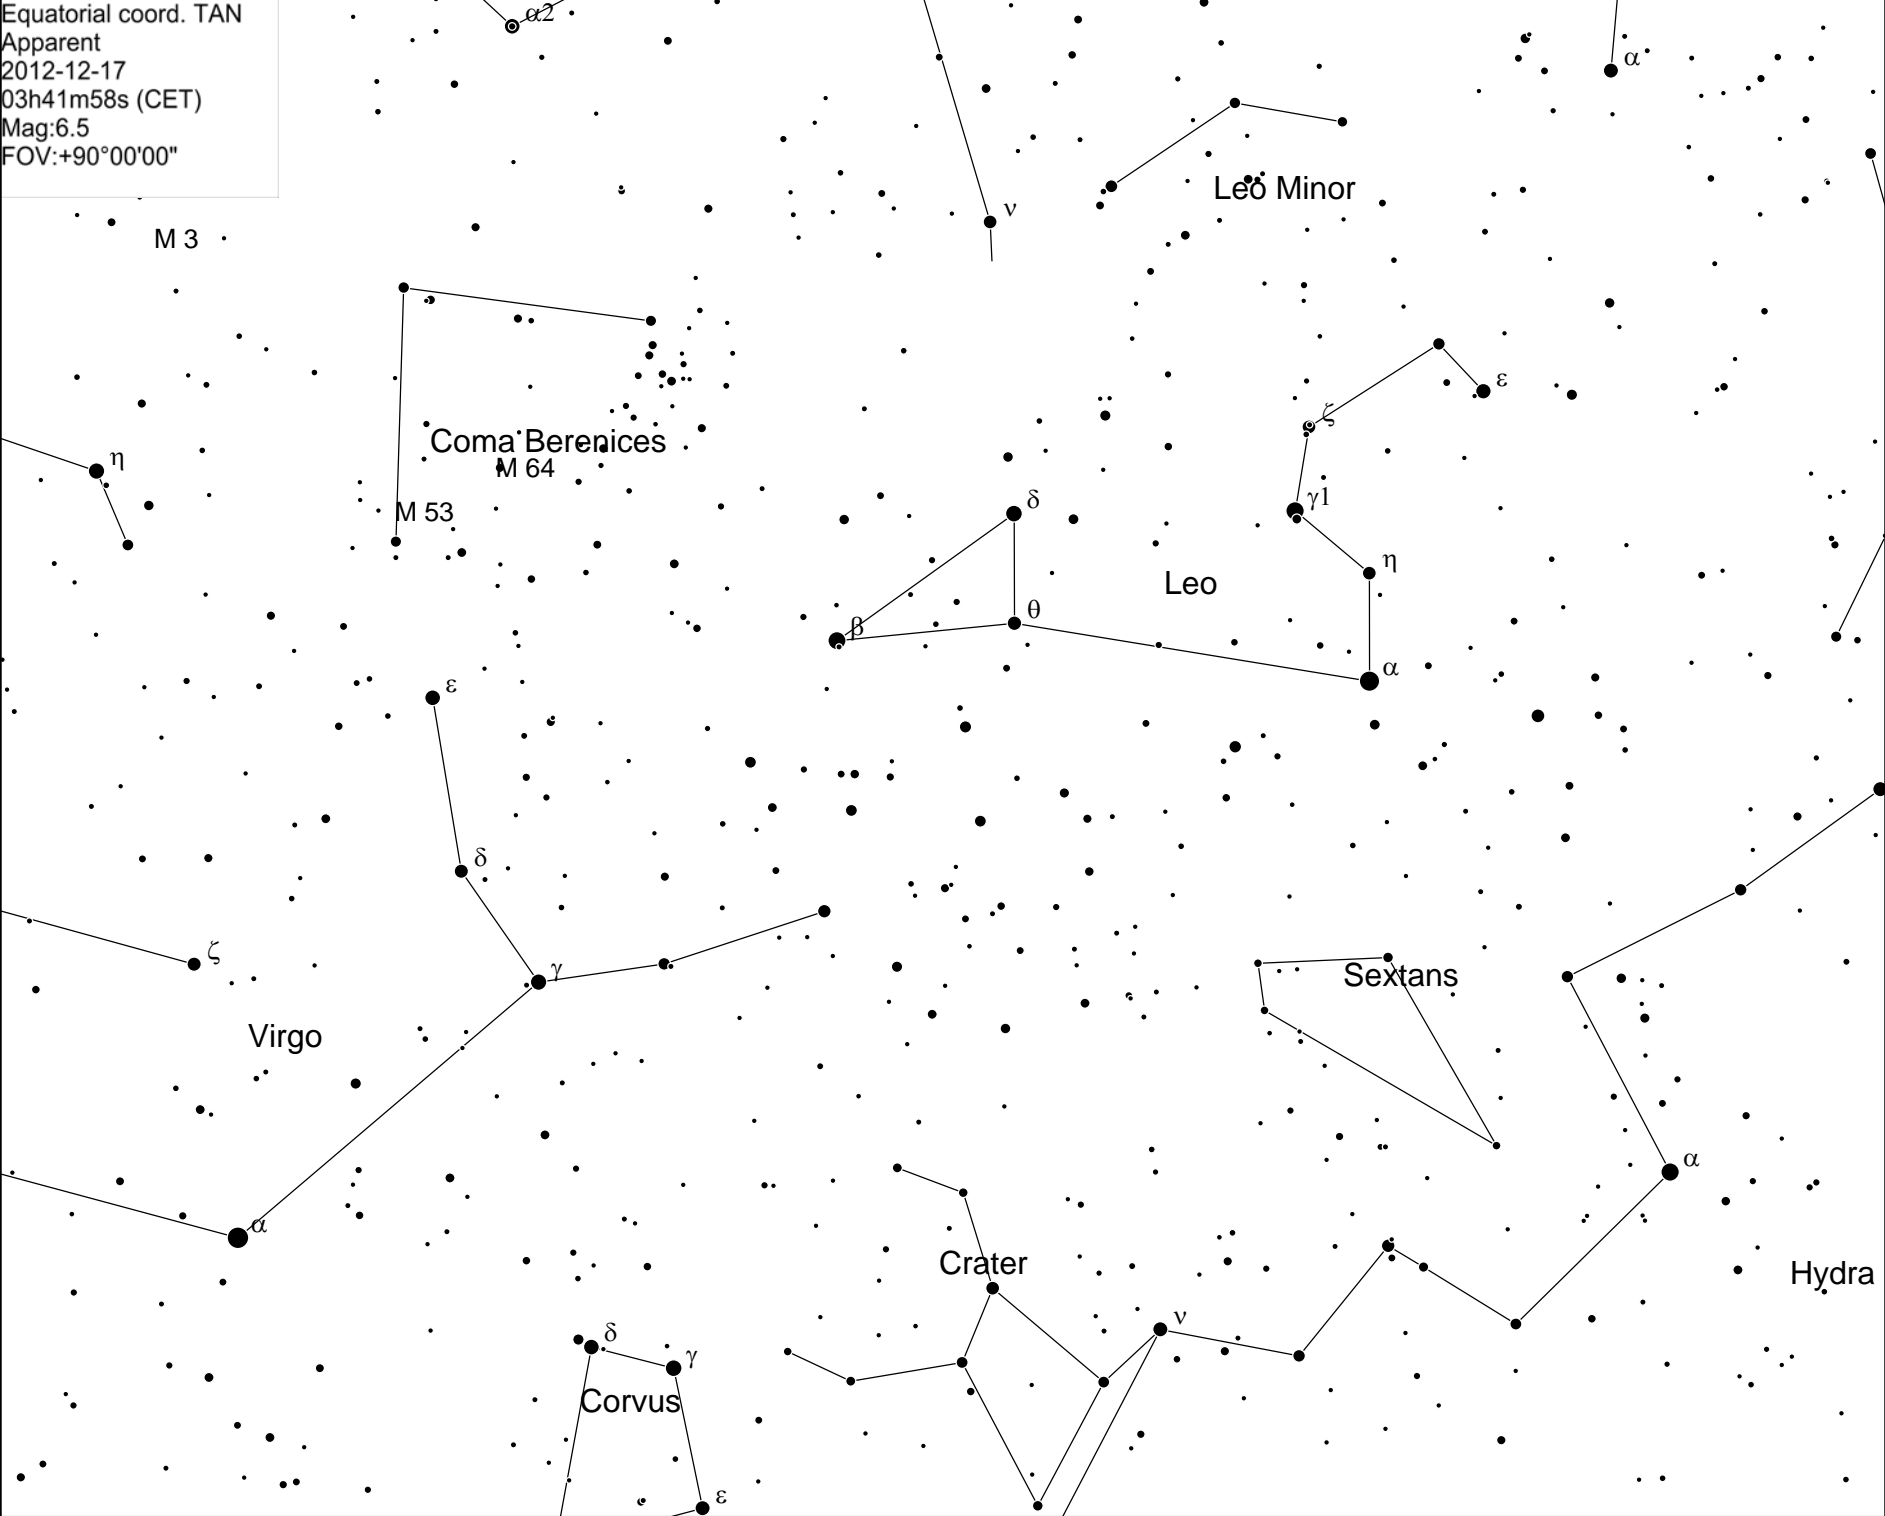 Equatorial coord. TAN
Apparent
2012-12-17
03h41m58s (CET)
Mag:6.5
FOV:+90°00'00"
α2
α
Leo Minor
ν
M 3
ε
ζ
Coma Berenices
η
M 64
γ1
δ
M 53
η
Leo
θ
β
α
ε
δ
ζ
γ
Sextans
Virgo
α
α
Crater
Hydra
ν
δ
γ
Corvus
ε